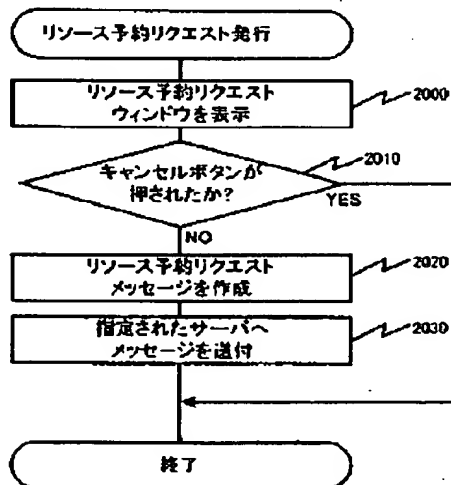 リソース予約リクエスト発行
リソース予約リクエスト
ウィンドウを表示
2000
キャンセルボタンが
押されたか?
2010
YES
NO
リソース予約リクエスト
メッセージを作成
2020
指定されたサーバへ
メッセージを送付
2030
終了